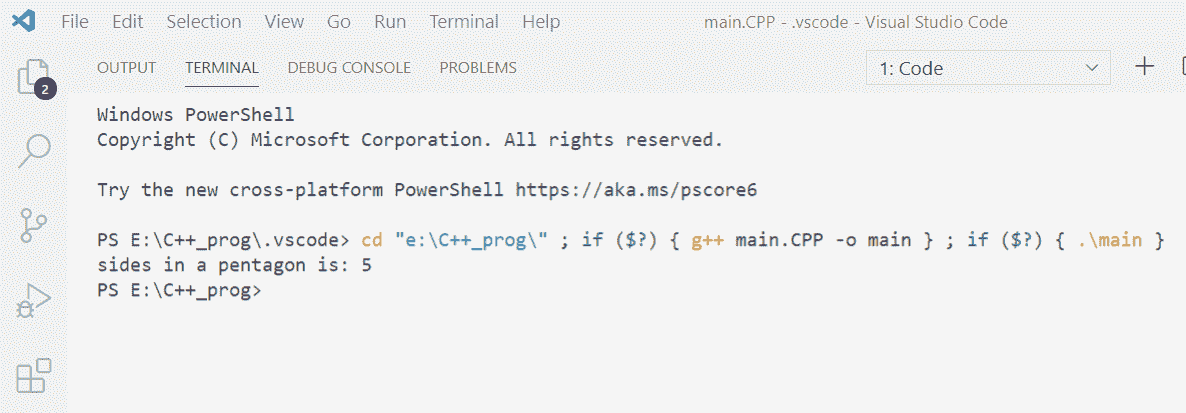 File Edit Selection View Go Run Terminal Help main.CPP - .vscode - Visual Studio Code
OUTPUT TERMINAL DEBUG CONSOLE PROBLEMS 1: Code
2
Windows PowerShell
Copyright (C) Microsoft Corporation. All rights reserved.
Try the new cross-platform PowerShell https://aka.ms/pscore6
PS E:\C++_prog\.vscode> cd "e:\C++_prog\" ; if ($?) { g++ main.CPP -o main } ; if ($?) { .\main }
sides in a pentagon is: 5
PS E:\C++_prog>